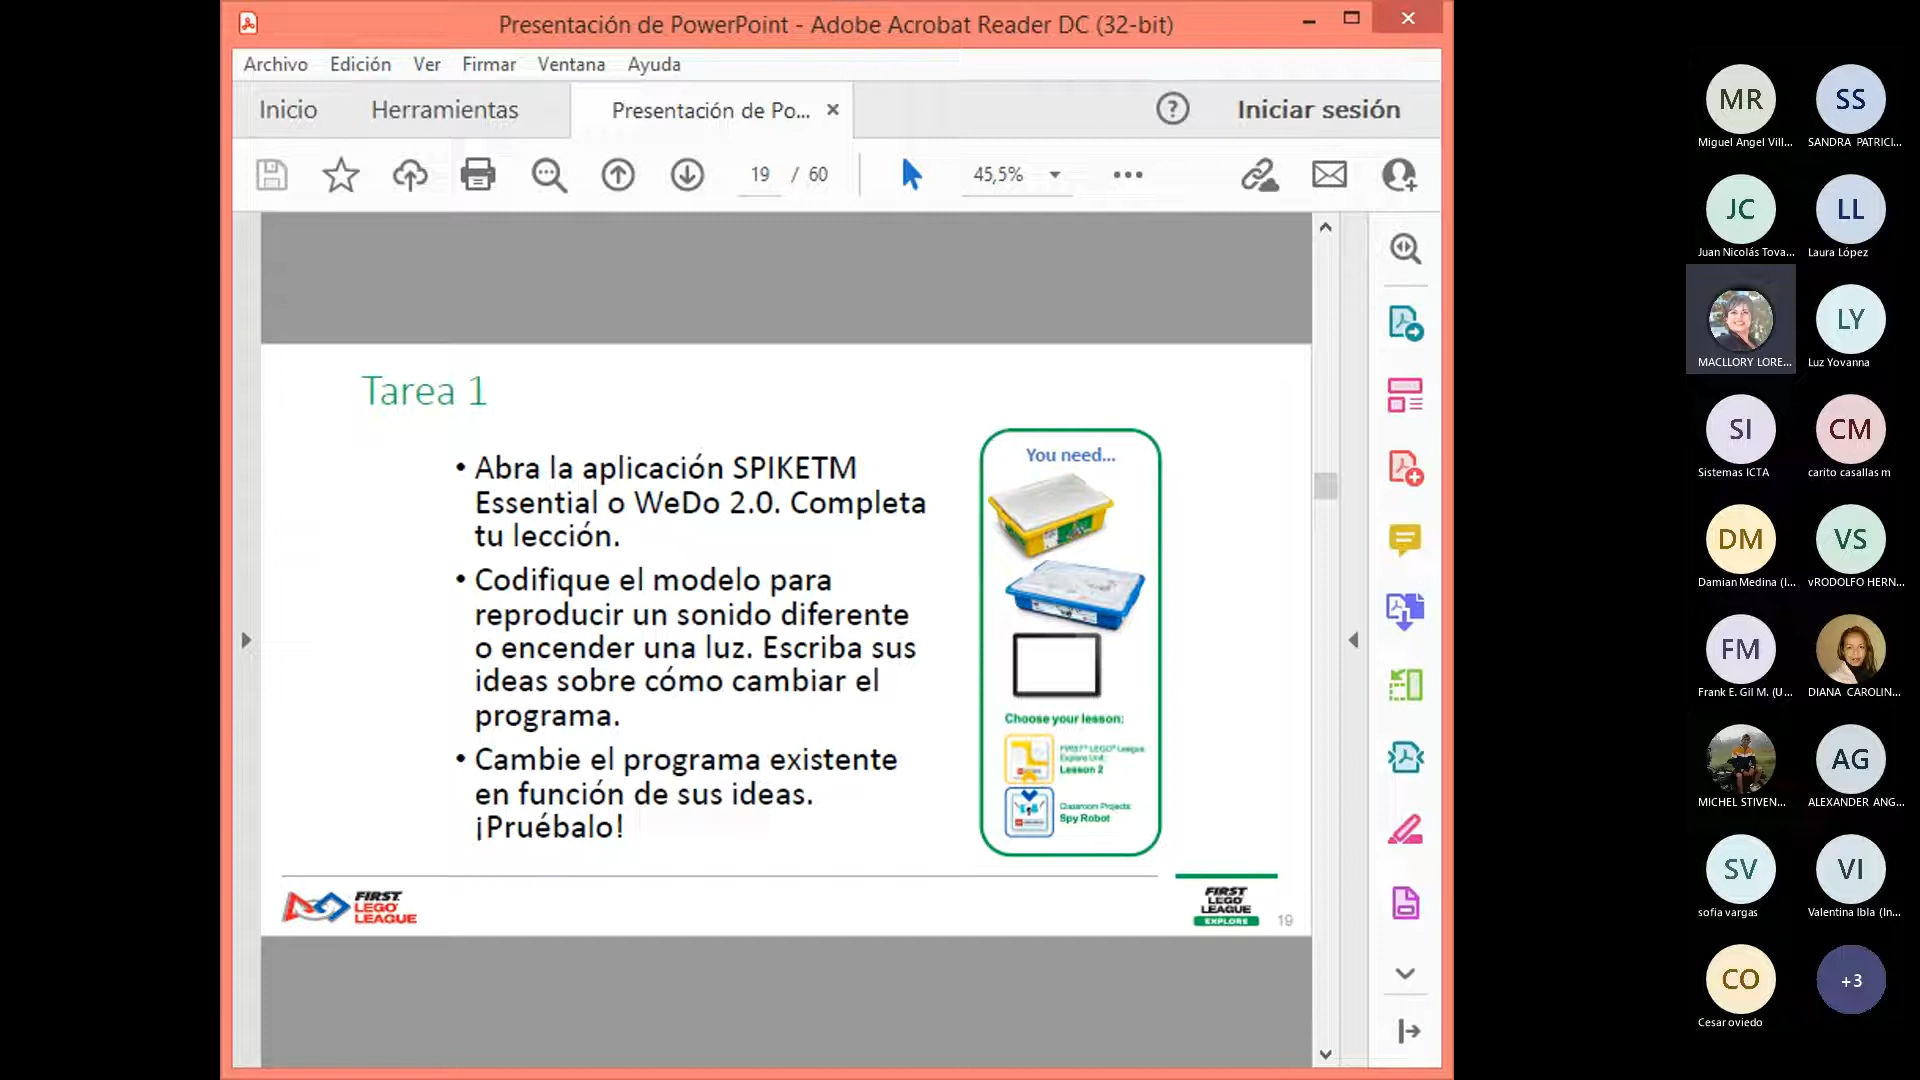 Presentación de PowerPoint - Adobe Acrobat Reader DC (32-bit)
Archivo Edición Ver Firmar Ventana Ayuda
Inicio Herramientas Presentación de Po... Iniciar sesión
19 / 60 45,5%
Tarea 1
• Abra la aplicación SPIKETM
Essential o WeDo 2.0. Completa
tu lección.
• Codifique el modelo para
reproducir un sonido diferente
o encender una luz. Escriba sus
ideas sobre cómo cambiar el
programa.
• Cambie el programa existente
en función de sus ideas.
¡Pruébalo!
You need...
Choose your lesson:
FIRST® LEGO® League
Explore Unit:
Lesson 2
Classroom Projects:
Spy Robot
FIRST
LEGO
LEAGUE
FIRST
LEGO
LEAGUE
EXPLORE
19
MR SS
Miguel Angel Vill... SANDRA PATRICI...
JC LL
Juan Nicolás Tova... Laura López
LY
MACLLORY LORE... Luz Yovanna
SI CM
Sistemas ICTA carito casallas m
DM VS
Damian Medina (I... vRODOLFO HERN...
FM
Frank E. Gil M. (U... DIANA CAROLIN...
AG
MICHEL STIVEN... ALEXANDER ANG...
SV VI
sofia vargas Valentina Ibla (In...
CO +3
Cesar oviedo